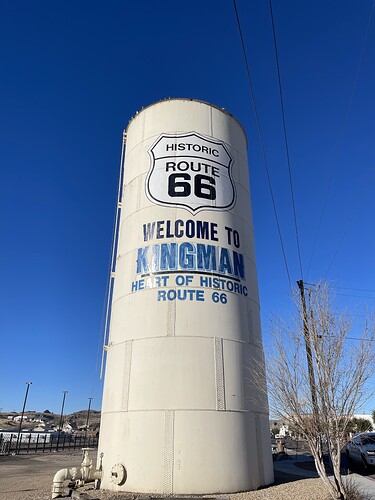 HISTORIC
ROUTE
66
WELCOME TO
KINGMAN
HEART OF HISTORIC
ROUTE 66